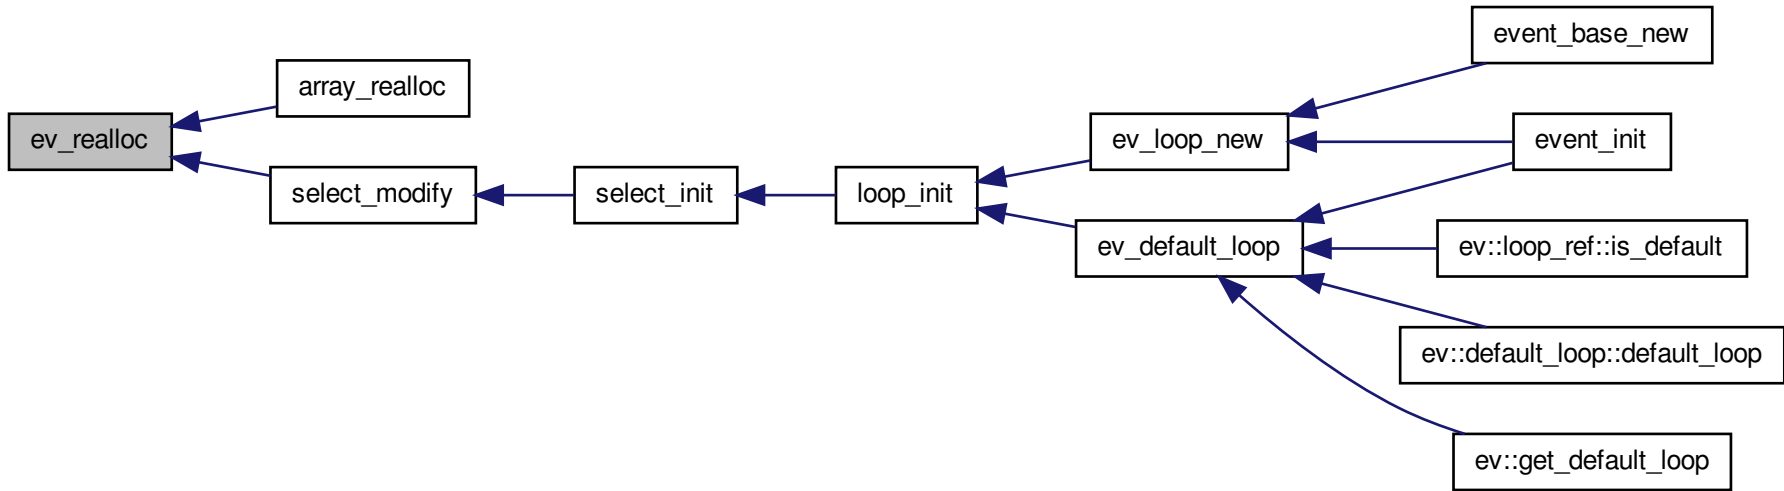 ev_realloc
array_realloc
select_modify
select_init
loop_init
ev_loop_new
ev_default_loop
event_base_new
event_init
ev::loop_ref::is_default
ev::default_loop::default_loop
ev::get_default_loop